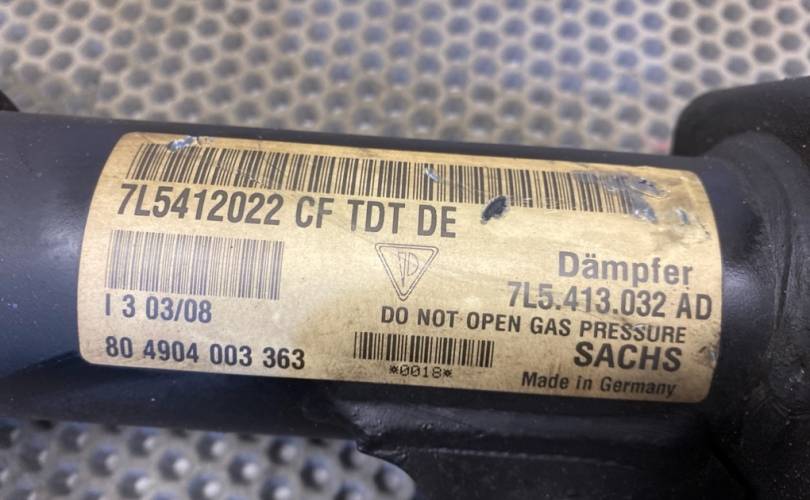 7L5412022 CF TDT DE
TD
Dämpfer
7L5.413.032 AD
I 3 03/08
DO NOT OPEN GAS PRESSURE
80 4904 003 363
*0018*
SACHS
Made in Germany